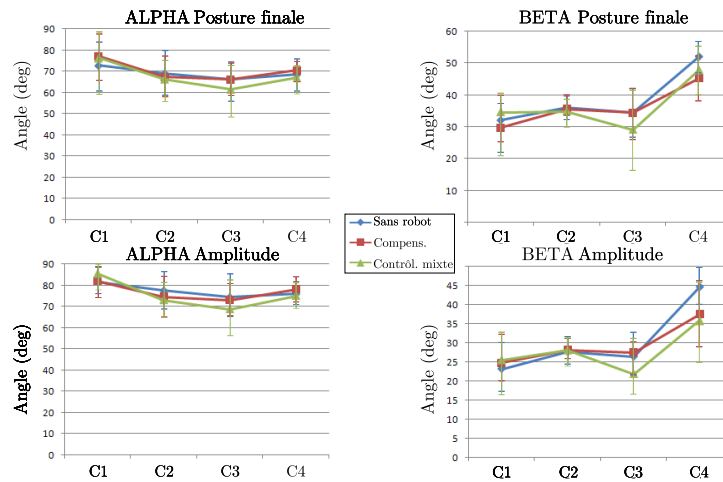 ALPHA Posture finale
Angle (deg)
90
80
70
60
50
40
30
20
10
0
C1 C2 C3 C4
BETA Posture finale
Angle (deg)
60
50
40
30
20
10
C1 C2 C3 C4
Sans robot
Compens.
Contrôl. mixte
ALPHA Amplitude
Angle (deg)
90
80
70
60
50
40
30
20
10
0
C1 C2 C3 C4
BETA Amplitude
Angle (deg)
45
40
35
30
25
20
15
10
5
0
C1 C2 C3 C4